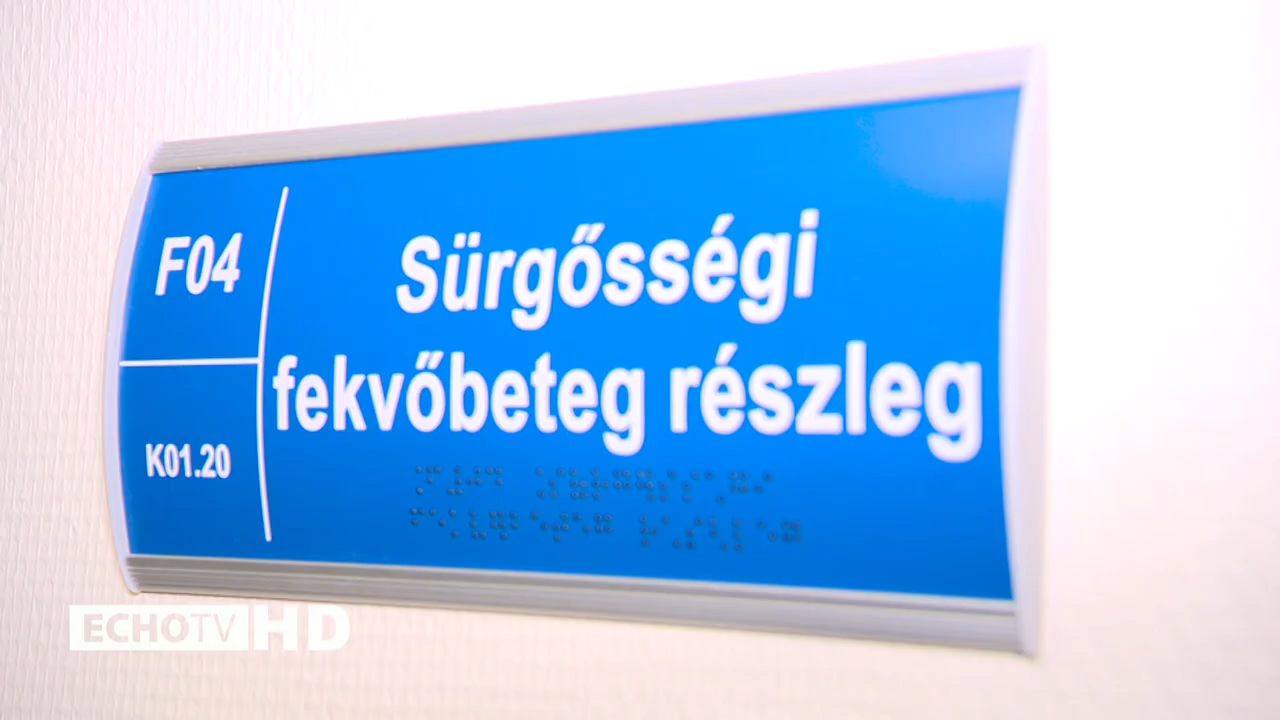 F04
Sürgősségi
fekvőbeteg részleg
K01.20
ECHOTV HD